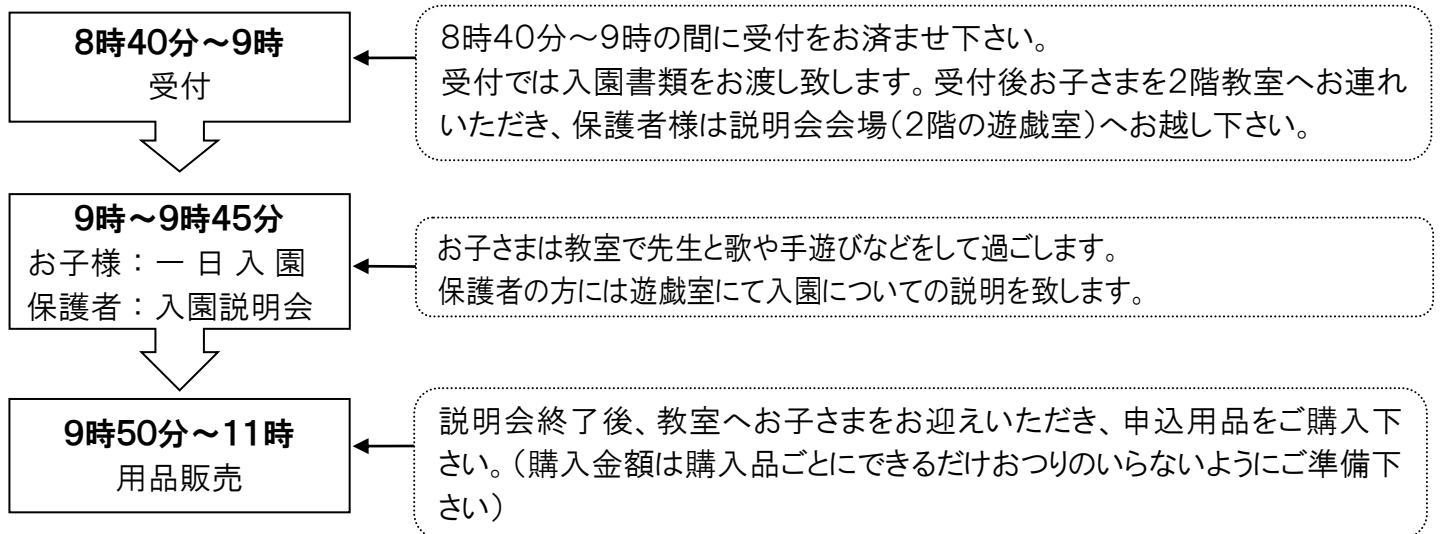 8時40分～9時
受付
8時40分～9時の間に受付をお済ませ下さい。
受付では入園書類をお渡し致します。受付後お子さまを2階教室へお連れ
いただき、保護者様は説明会会場（2階の遊戯室）へお越し下さい。
9時～9時45分
お子様：一 日 入 園
保護者：入園説明会
お子さまは教室で先生と歌や手遊びなどをして過ごします。
保護者の方には遊戯室にて入園についての説明を致します。
9時50分～11時
用品販売
説明会終了後、教室へお子さまをお迎えいただき、申込用品をご購入下
さい。（購入金額は購入品ごとにできるだけおつりのいらないようにご準備下
さい）